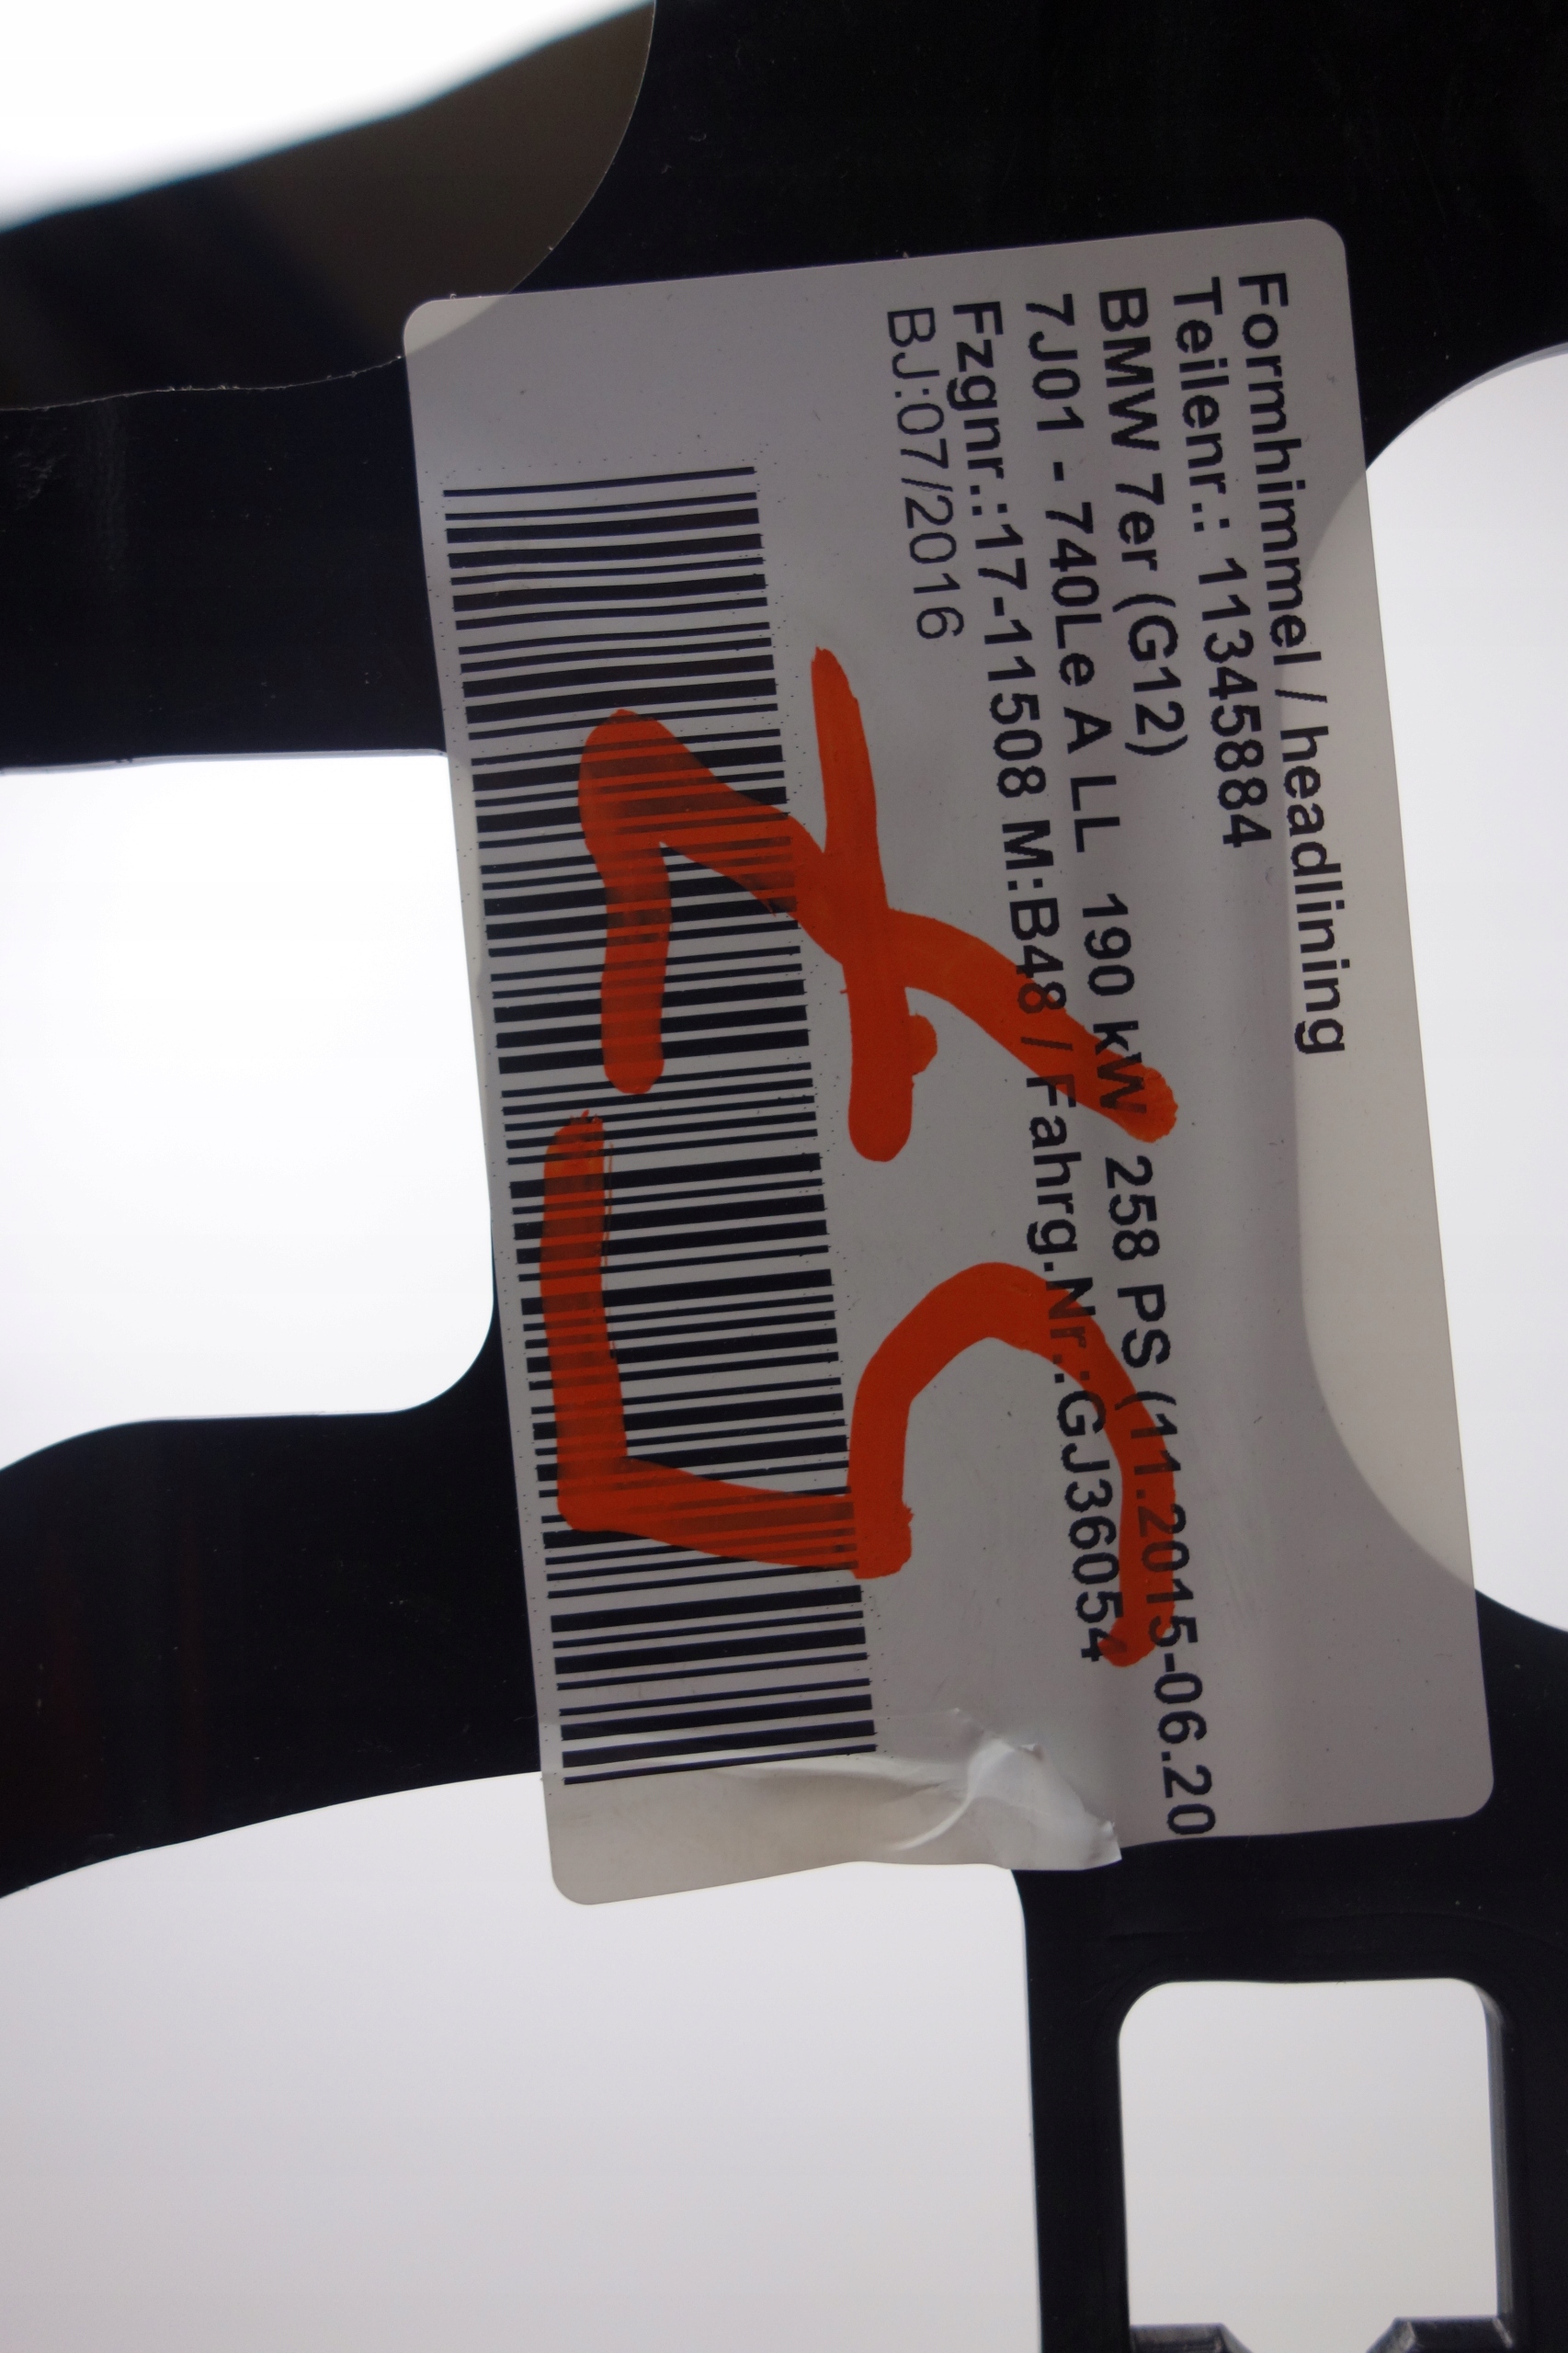 Formhimmel / headlining
Teilenr.: 11345884
BMW 7er (G12)
7J01 - 740Le A LL 190 kW 258 PS (11.2015-06.20
Fzgnr.:17-11508 M:B48 / Fahrg.Nr.:GJ36054
BJ:07/2016
57